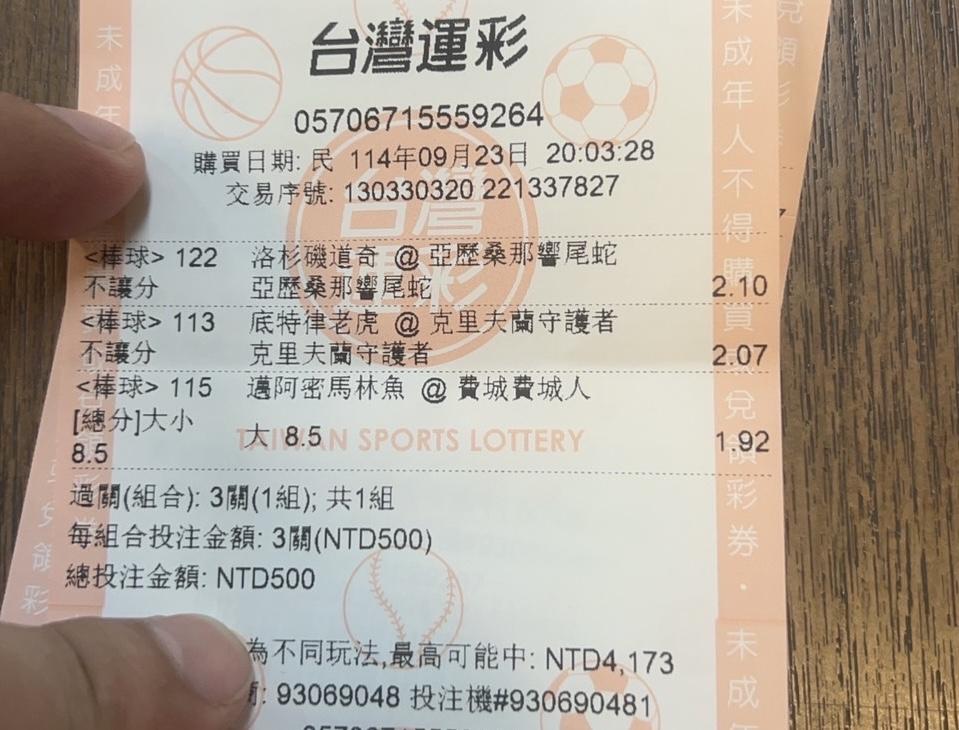 台灣運彩
05706715559264
購買日期: 民 114年09月23日 20:03:28
交易序號: 130330320 221337827
<棒球> 122 洛杉磯道奇 @ 亞歷桑那響尾蛇
不讓分 亞歷桑那響尾蛇 2.10
<棒球> 113 底特律老虎 @ 克里夫蘭守護者
不讓分 克里夫蘭守護者 2.07
<棒球> 115 邁阿密馬林魚 @ 費城費城人
[總分]大小 大 8.5 1.92
8.5
TAIWAN SPORTS LOTTERY
過關(組合): 3關(1組); 共1組
每組合投注金額: 3關(NTD500)
總投注金額: NTD500
為不同玩法,最高可能中: NTD4,173
93069048 投注機#930690481
未成年
未成年人不得購買
兌領彩券.
未成年